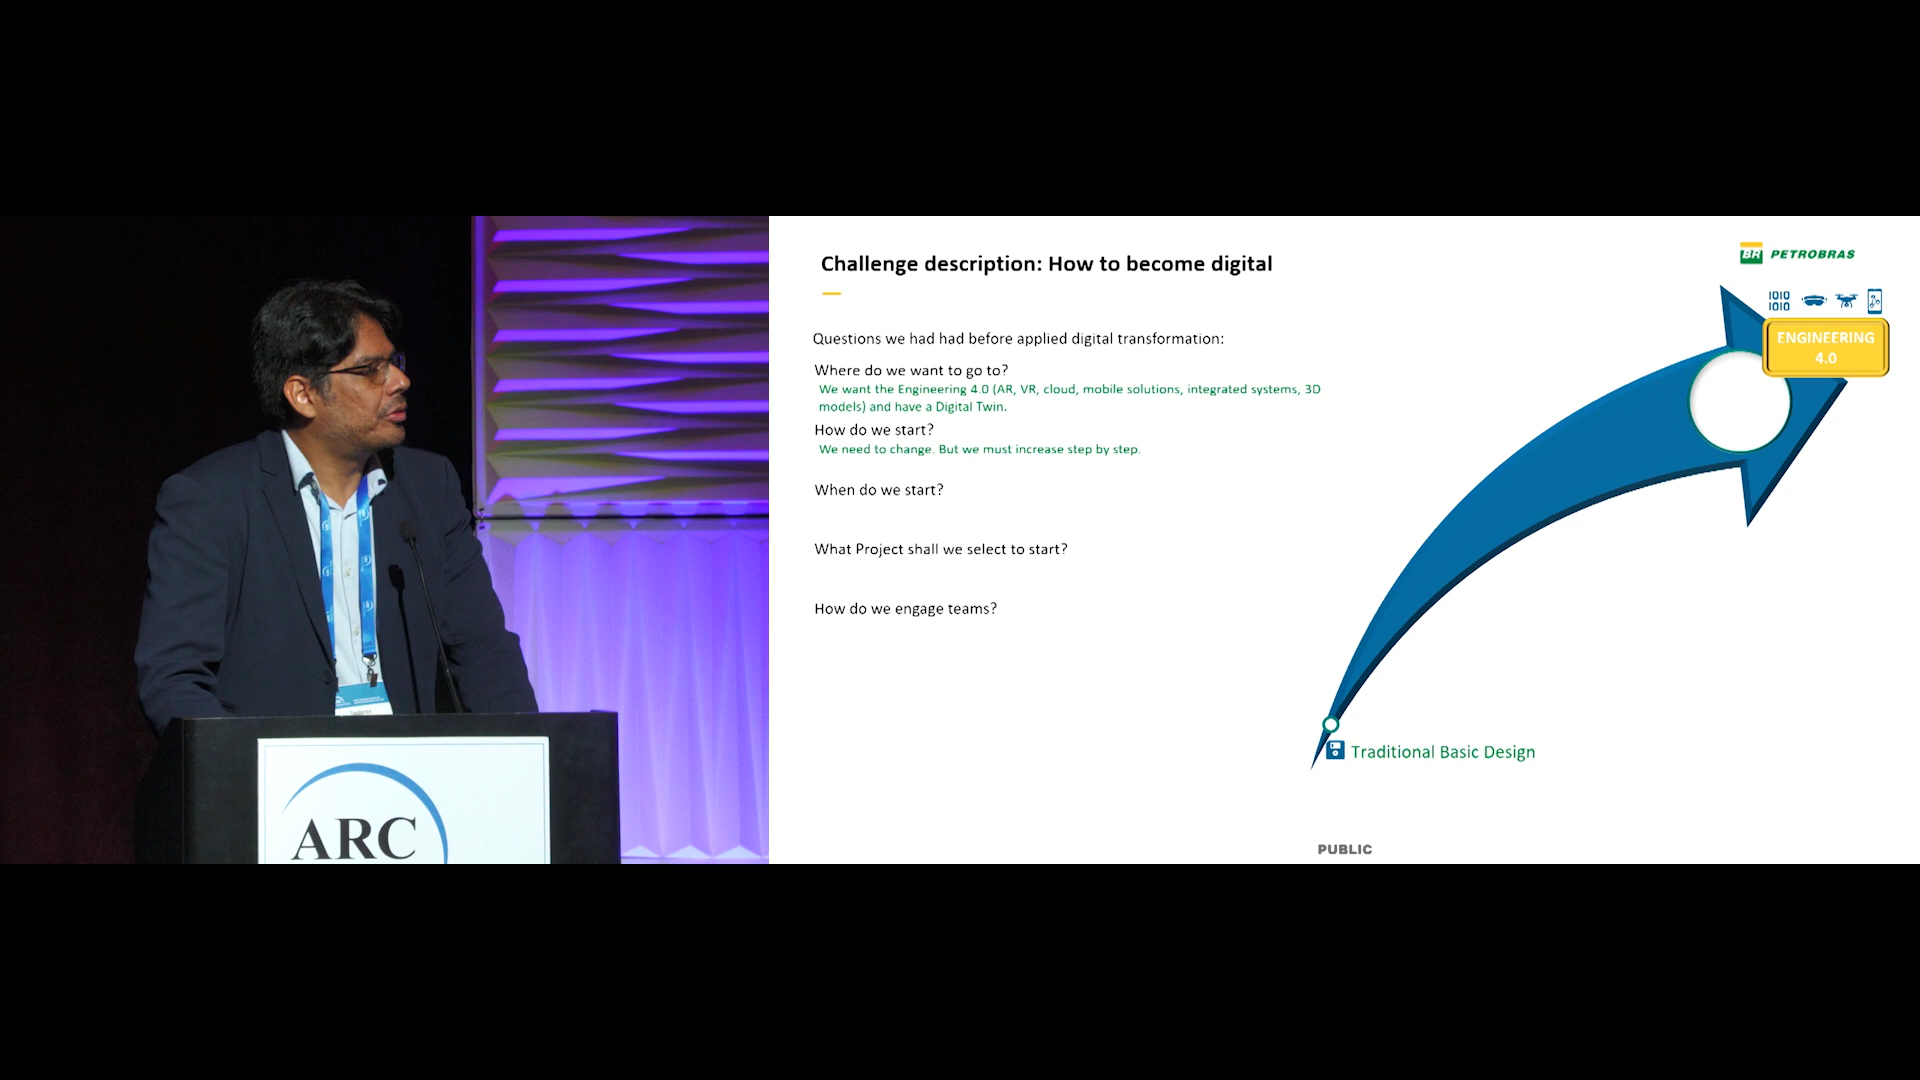 Challenge description: How to become digital
BR PETROBRAS
1010
1010
ENGINEERING
4.0
Questions we had had before applied digital transformation:
Where do we want to go to?
We want the Engineering 4.0 (AR, VR, cloud, mobile solutions, integrated systems, 3D
models) and have a Digital Twin.
How do we start?
We need to change. But we must increase step by step.
When do we start?
What Project shall we select to start?
How do we engage teams?
Traditional Basic Design
PUBLIC
ARC